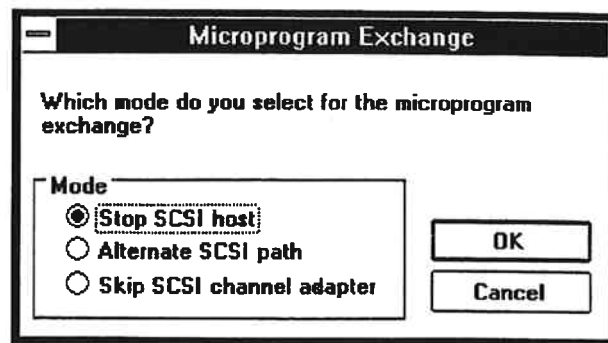 Microprogram Exchange
Which mode do you select for the microprogram
exchange?
Mode
Stop SCSI host
Alternate SCSI path
Skip SCSI channel adapter
OK
Cancel